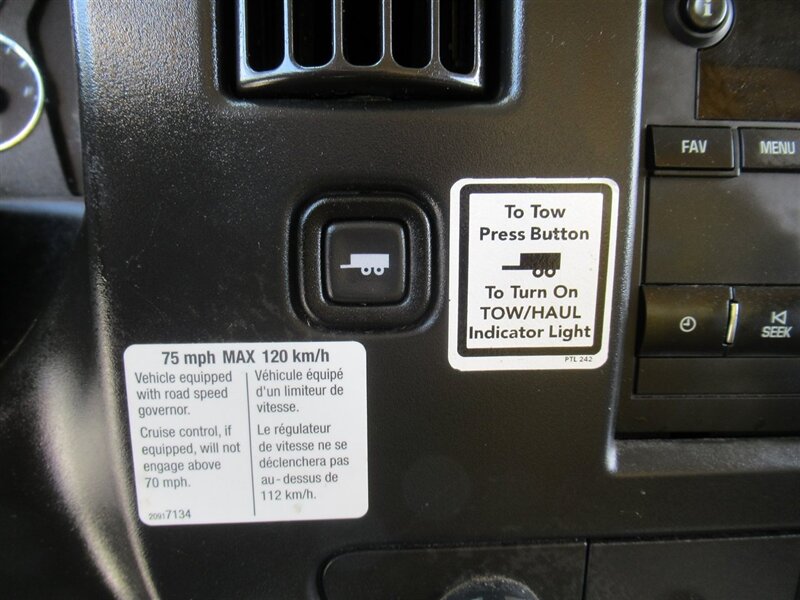 FAV
MENU
To Tow
Press Button
To Turn On
TOW/HAUL
Indicator Light
PTL 242
SEEK
75 mph MAX 120 km/h
Vehicle equipped
with road speed
governor.
Cruise control, if
equipped, will not
engage above
70 mph.
20917134
Véhicule équipé
d'un limiteur de
vitesse.
Le régulateur
de vitesse ne se
déclenchera pas
au-dessus de
112 km/h.